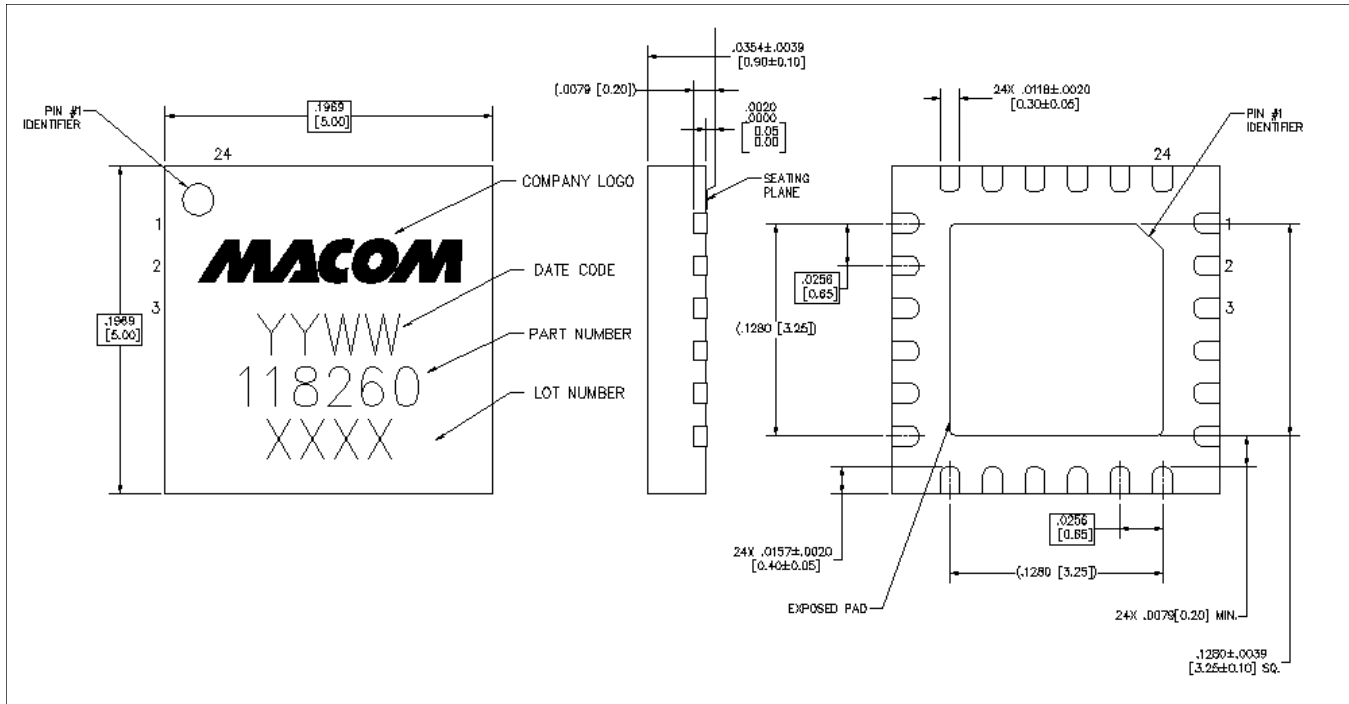 PIN #1
IDENTIFIER
.1969
[5.00]
24
1
2
3
.1969
[5.00]
MACOM
YYWW
118260
XXXX
COMPANY LOGO
DATE CODE
PART NUMBER
LOT NUMBER
.0354±.0039
[0.90±0.10]
(.0079 [0.20])
.0020
.0000
[0.05
0.00]
SEATING
PLANE
24X .0118±.0020
[0.30±0.05]
PIN #1
IDENTIFIER
24
1
2
3
.0256
[0.65]
(.1280 [3.25])
24X .0157±.0020
[0.40±0.05]
EXPOSED PAD
.0256
[0.65]
(.1280 [3.25])
24X .0079[0.20] MIN.
.1280±.0039
[3.25±0.10] SQ.